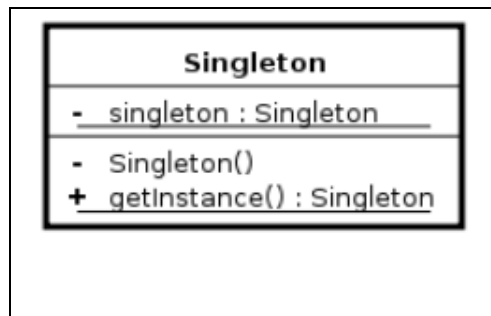 Singleton
- singleton : Singleton
- Singleton()
+ getInstance() : Singleton